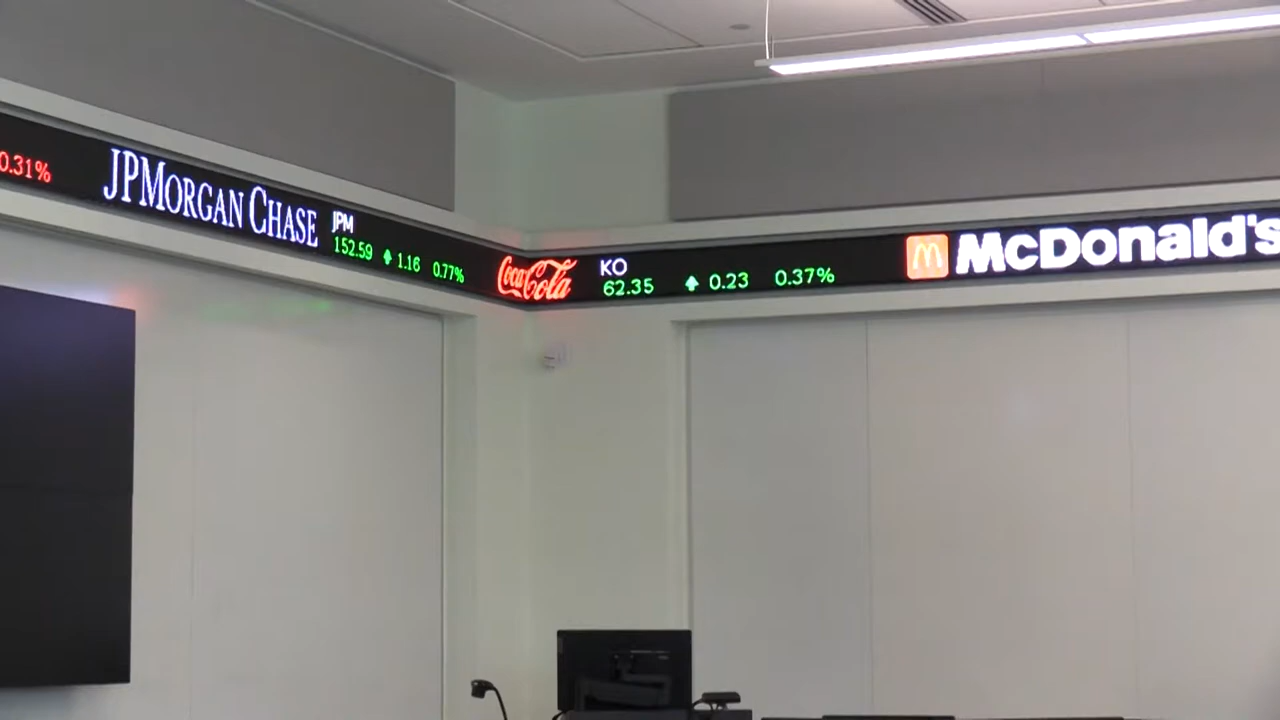 0.31%
JPMORGAN CHASE
JPM
152.59 1.16 0.77%
Coca Cola
KO
62.35 0.23 0.37%
McDonald's